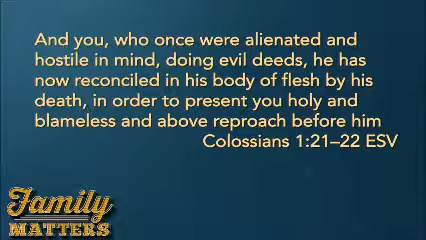 And you, who once were alienated and
hostile in mind, doing evil deeds, he has
now reconciled in his body of flesh by his
death, in order to present you holy and
blameless and above reproach before him
Colossians 1:21–22 ESV
Family
MATTERS